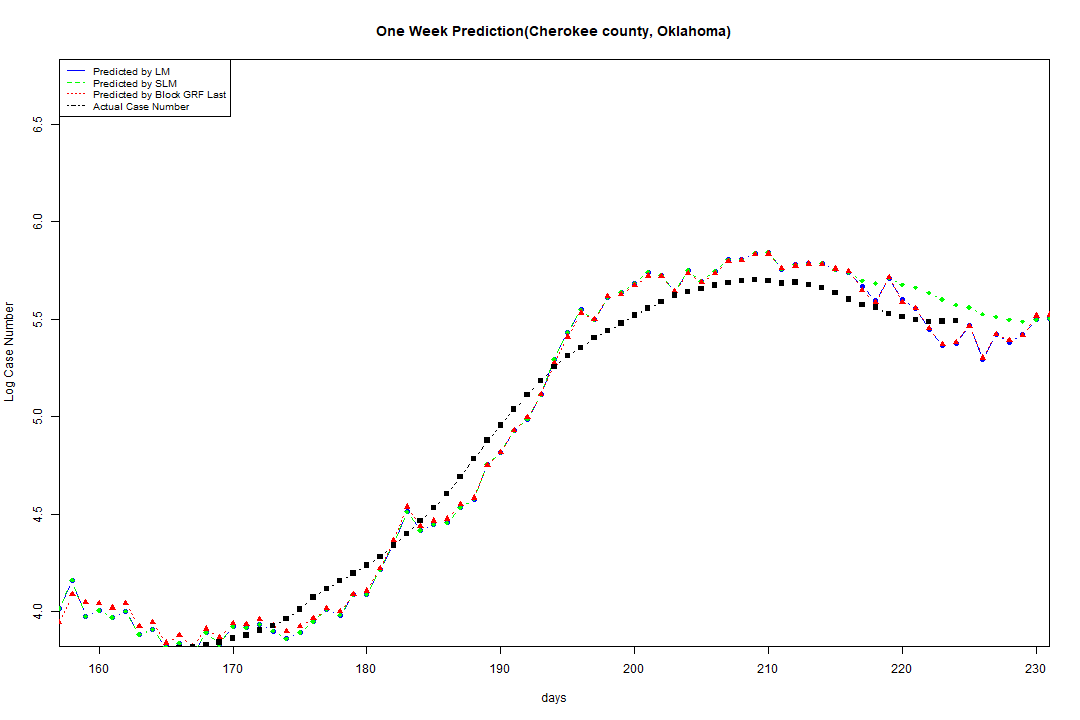 One Week Prediction(Cherokee county, Oklahoma)
Predicted by LM
Predicted by SLM
Predicted by Block GRF Last
Actual Case Number
Log Case Number
6.5
6.0
5.5
5.0
4.5
4.0
160 170 180 190 200 210 220 230
days